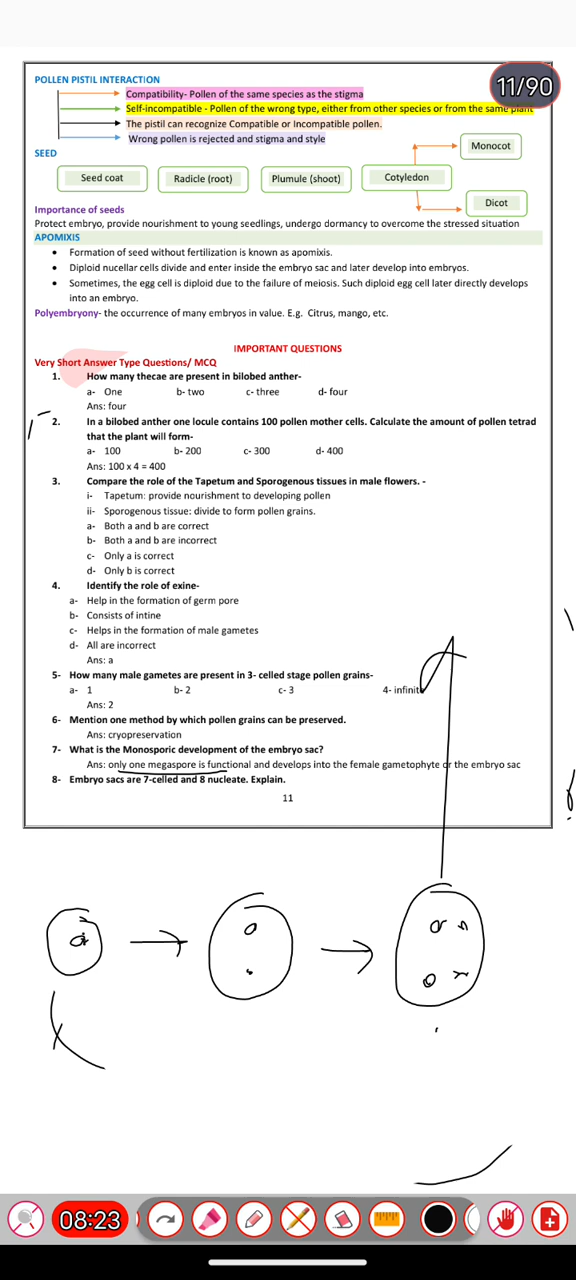 11/90
POLLEN PISTIL INTERACTION
Compatibility- Pollen of the same species as the stigma
Self-incompatible - Pollen of the wrong type, either from other species or from the same plant
The pistil can recognize Compatible or Incompatible pollen.
Wrong pollen is rejected and stigma and style
SEED
Monocot
Seed coat
Radicle (root)
Plumule (shoot)
Cotyledon
Dicot
Importance of seeds
Protect embryo, provide nourishment to young seedlings, undergo dormancy to overcome the stressed situation
APOMIXIS
• Formation of seed without fertilization is known as apomixis.
• Diploid nucellar cells divide and enter inside the embryo sac and later develop into embryos.
• Sometimes, the egg cell is diploid due to the failure of meiosis. Such diploid egg cell later directly develops
into an embryo.
Polyembryony- the occurrence of many embryos in value. E.g. Citrus, mango, etc.
IMPORTANT QUESTIONS
Very Short Answer Type Questions/ MCQ
1. How many thecae are present in bilobed anther-
a- One b- two c- three d- four
Ans: four
2. In a bilobed anther one locule contains 100 pollen mother cells. Calculate the amount of pollen tetrad
that the plant will form-
a- 100 b- 200 c- 300 d- 400
Ans: 100 x 4 = 400
3. Compare the role of the Tapetum and Sporogenous tissues in male flowers. -
i- Tapetum: provide nourishment to developing pollen
ii- Sporogenous tissue: divide to form pollen grains.
a- Both a and b are correct
b- Both a and b are incorrect
c- Only a is correct
d- Only b is correct
4. Identify the role of exine-
a- Help in the formation of germ pore
b- Consists of intine
c- Helps in the formation of male gametes
d- All are incorrect
Ans: a
5- How many male gametes are present in 3- celled stage pollen grains-
a- 1 b- 2 c- 3 4- infinite
Ans: 2
6- Mention one method by which pollen grains can be preserved.
Ans: cryopreservation
7- What is the Monosporic development of the embryo sac?
Ans: only one megaspore is functional and develops into the female gametophyte or the embryo sac
8- Embryo sacs are 7-celled and 8 nucleate. Explain.
11
08:23